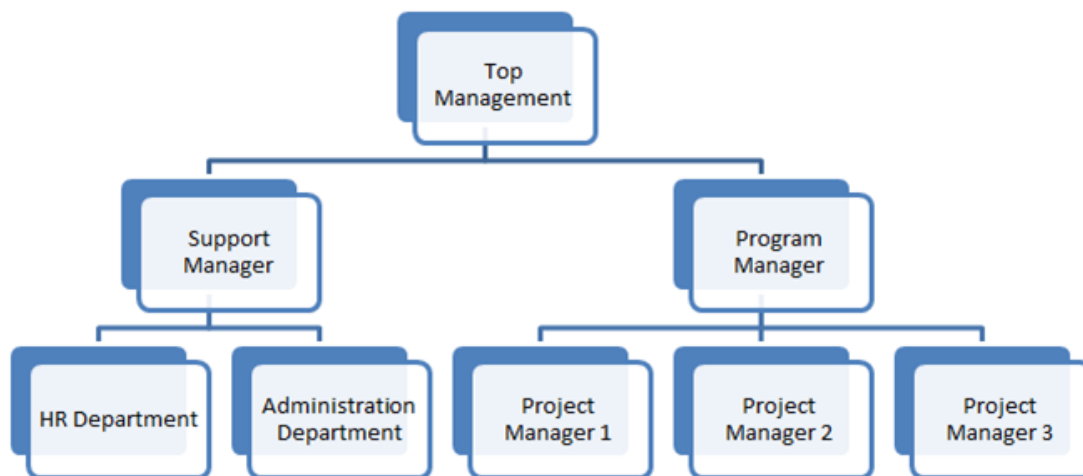 Top
Management
Support
Manager
Program
Manager
HR Department
Administration
Department
Project
Manager 1
Project
Manager 2
Project
Manager 3